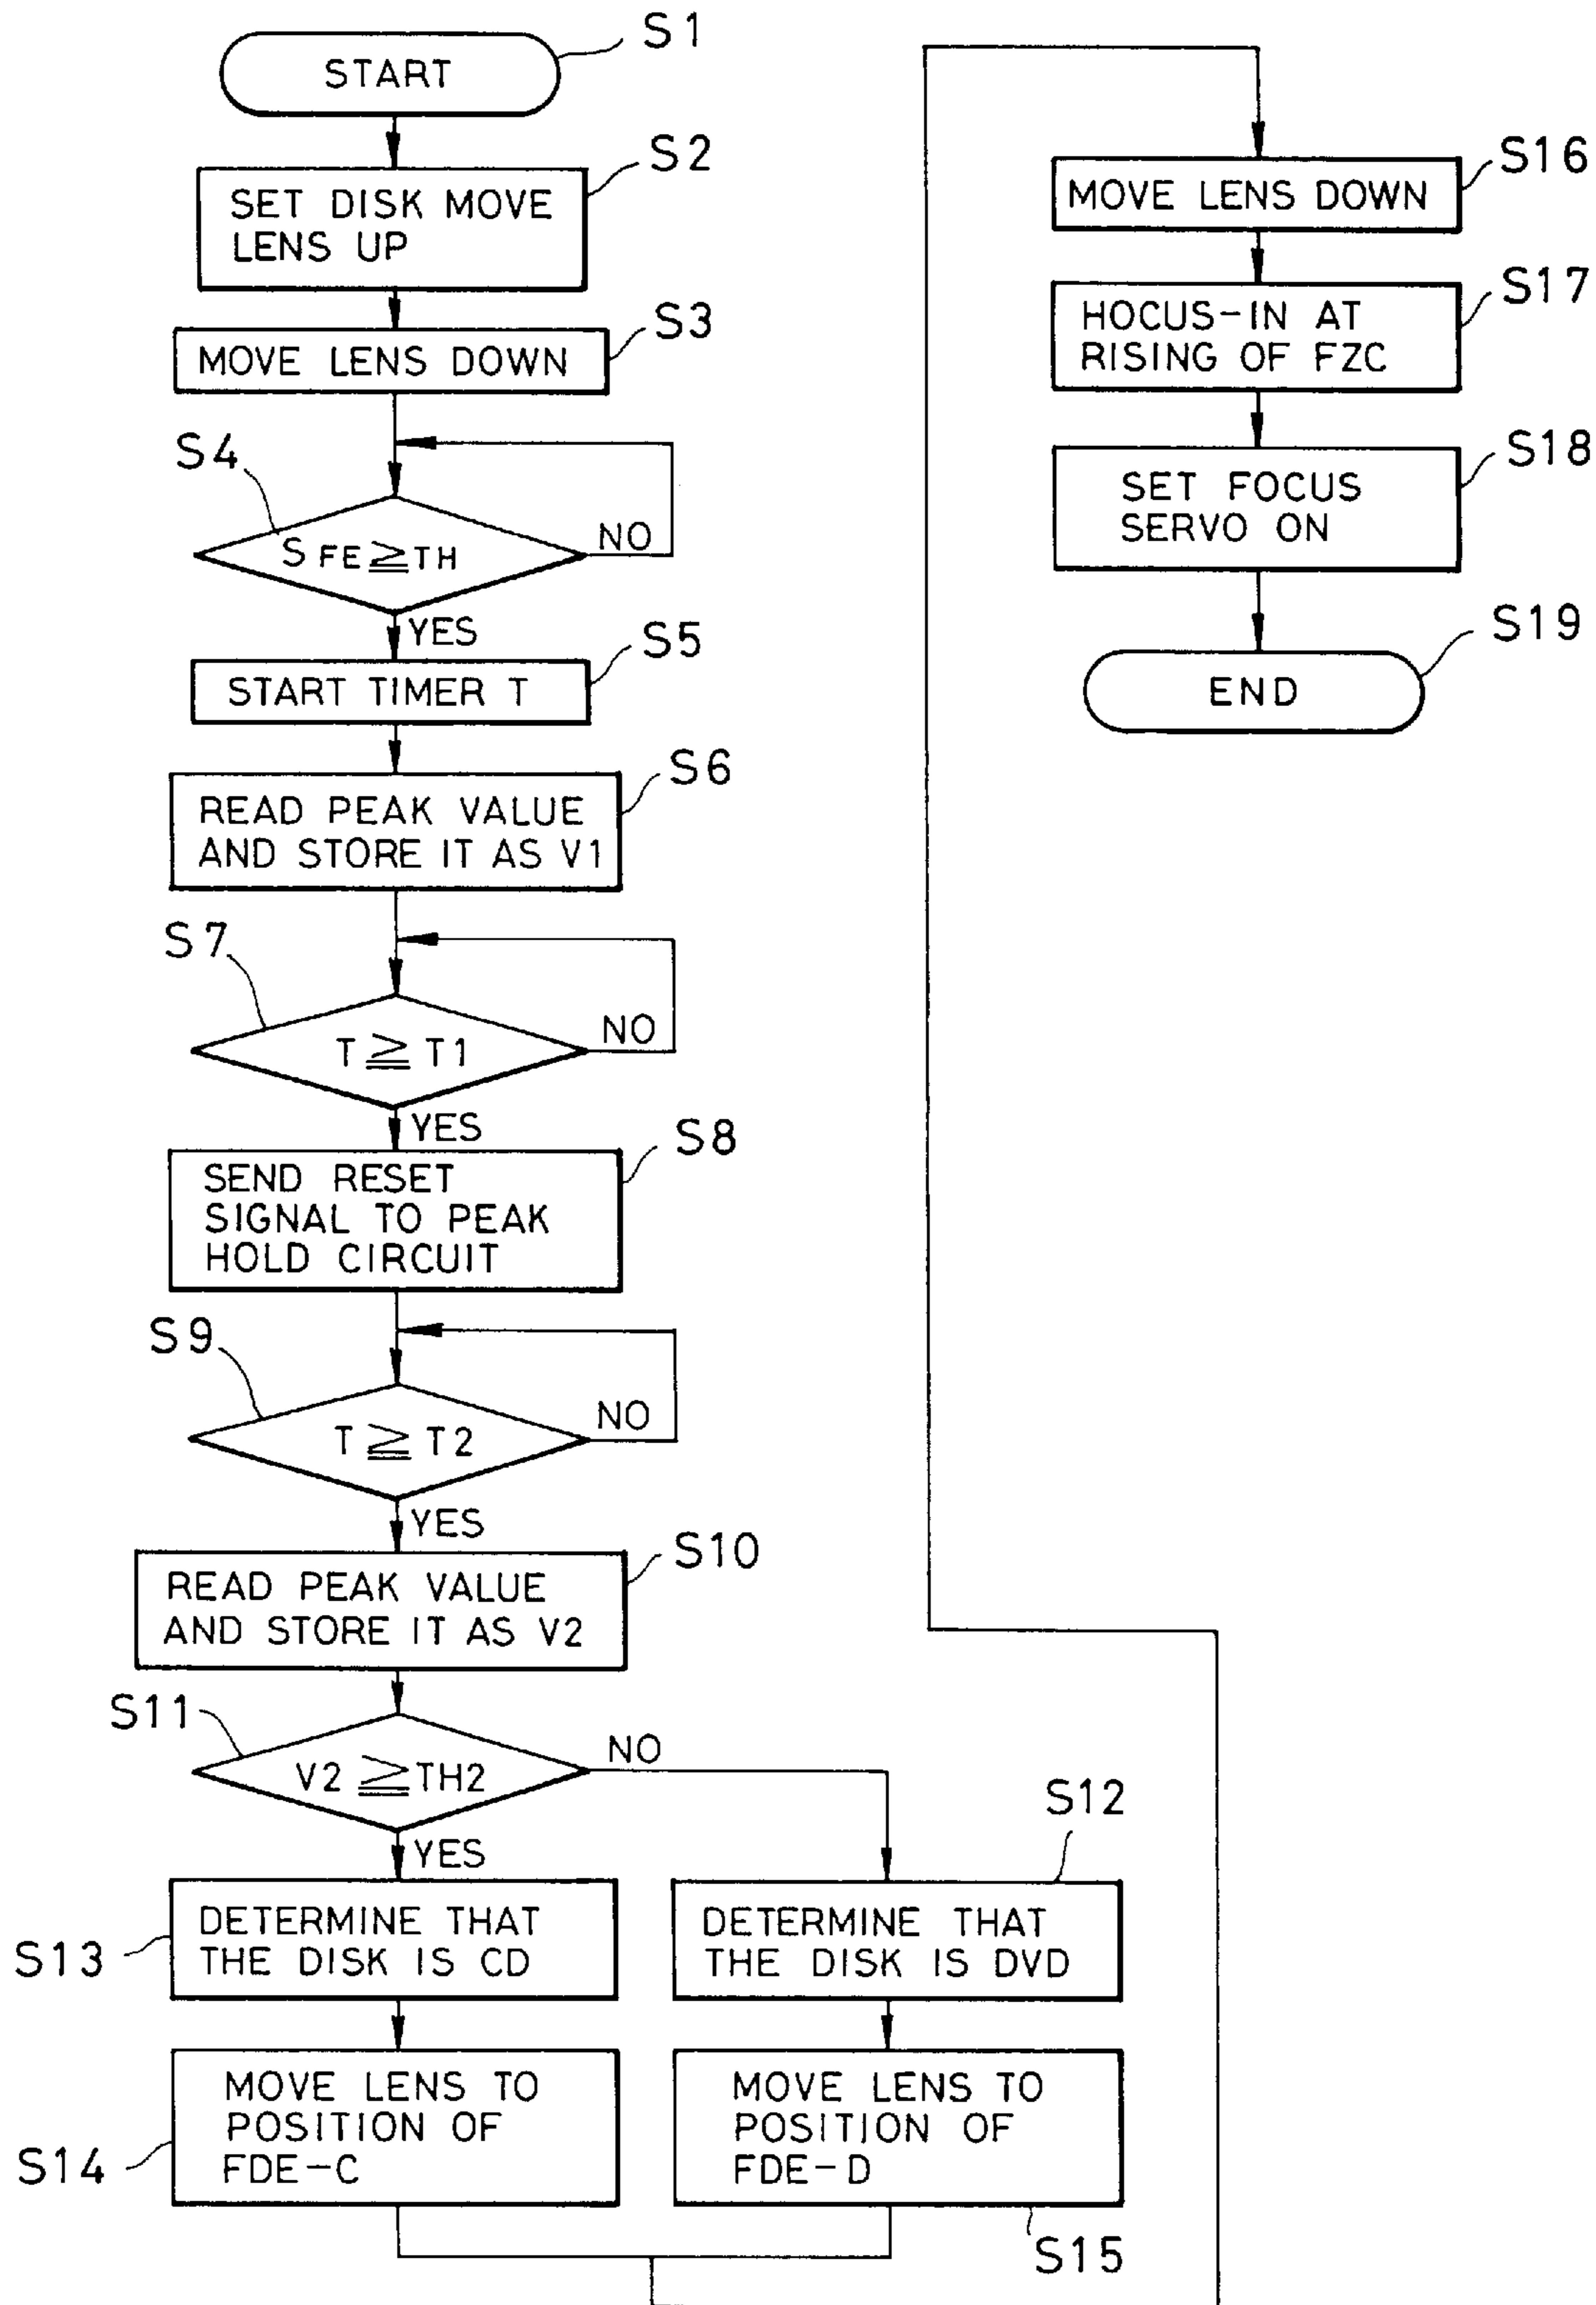 S1
START
S2
SET DISK MOVE
LENS UP
S3
MOVE LENS DOWN
S4
SFE≧TH
NO
YES
S5
START TIMER T
S6
READ PEAK VALUE
AND STORE IT AS V1
S7
T≧T1
NO
YES
S8
SEND RESET
SIGNAL TO PEAK
HOLD CIRCUIT
S9
T≧T2
NO
YES
S10
READ PEAK VALUE
AND STORE IT AS V2
S11
V2≧TH2
NO
YES
S12
DETERMINE THAT
THE DISK IS DVD
S13
DETERMINE THAT
THE DISK IS CD
S14
MOVE LENS TO
POSITION OF
FDE-C
MOVE LENS TO
POSITION OF
FDE-D
S15
S16
MOVE LENS DOWN
S17
HOCUS-IN AT
RISING OF FZC
S18
SET FOCUS
SERVO ON
S19
END